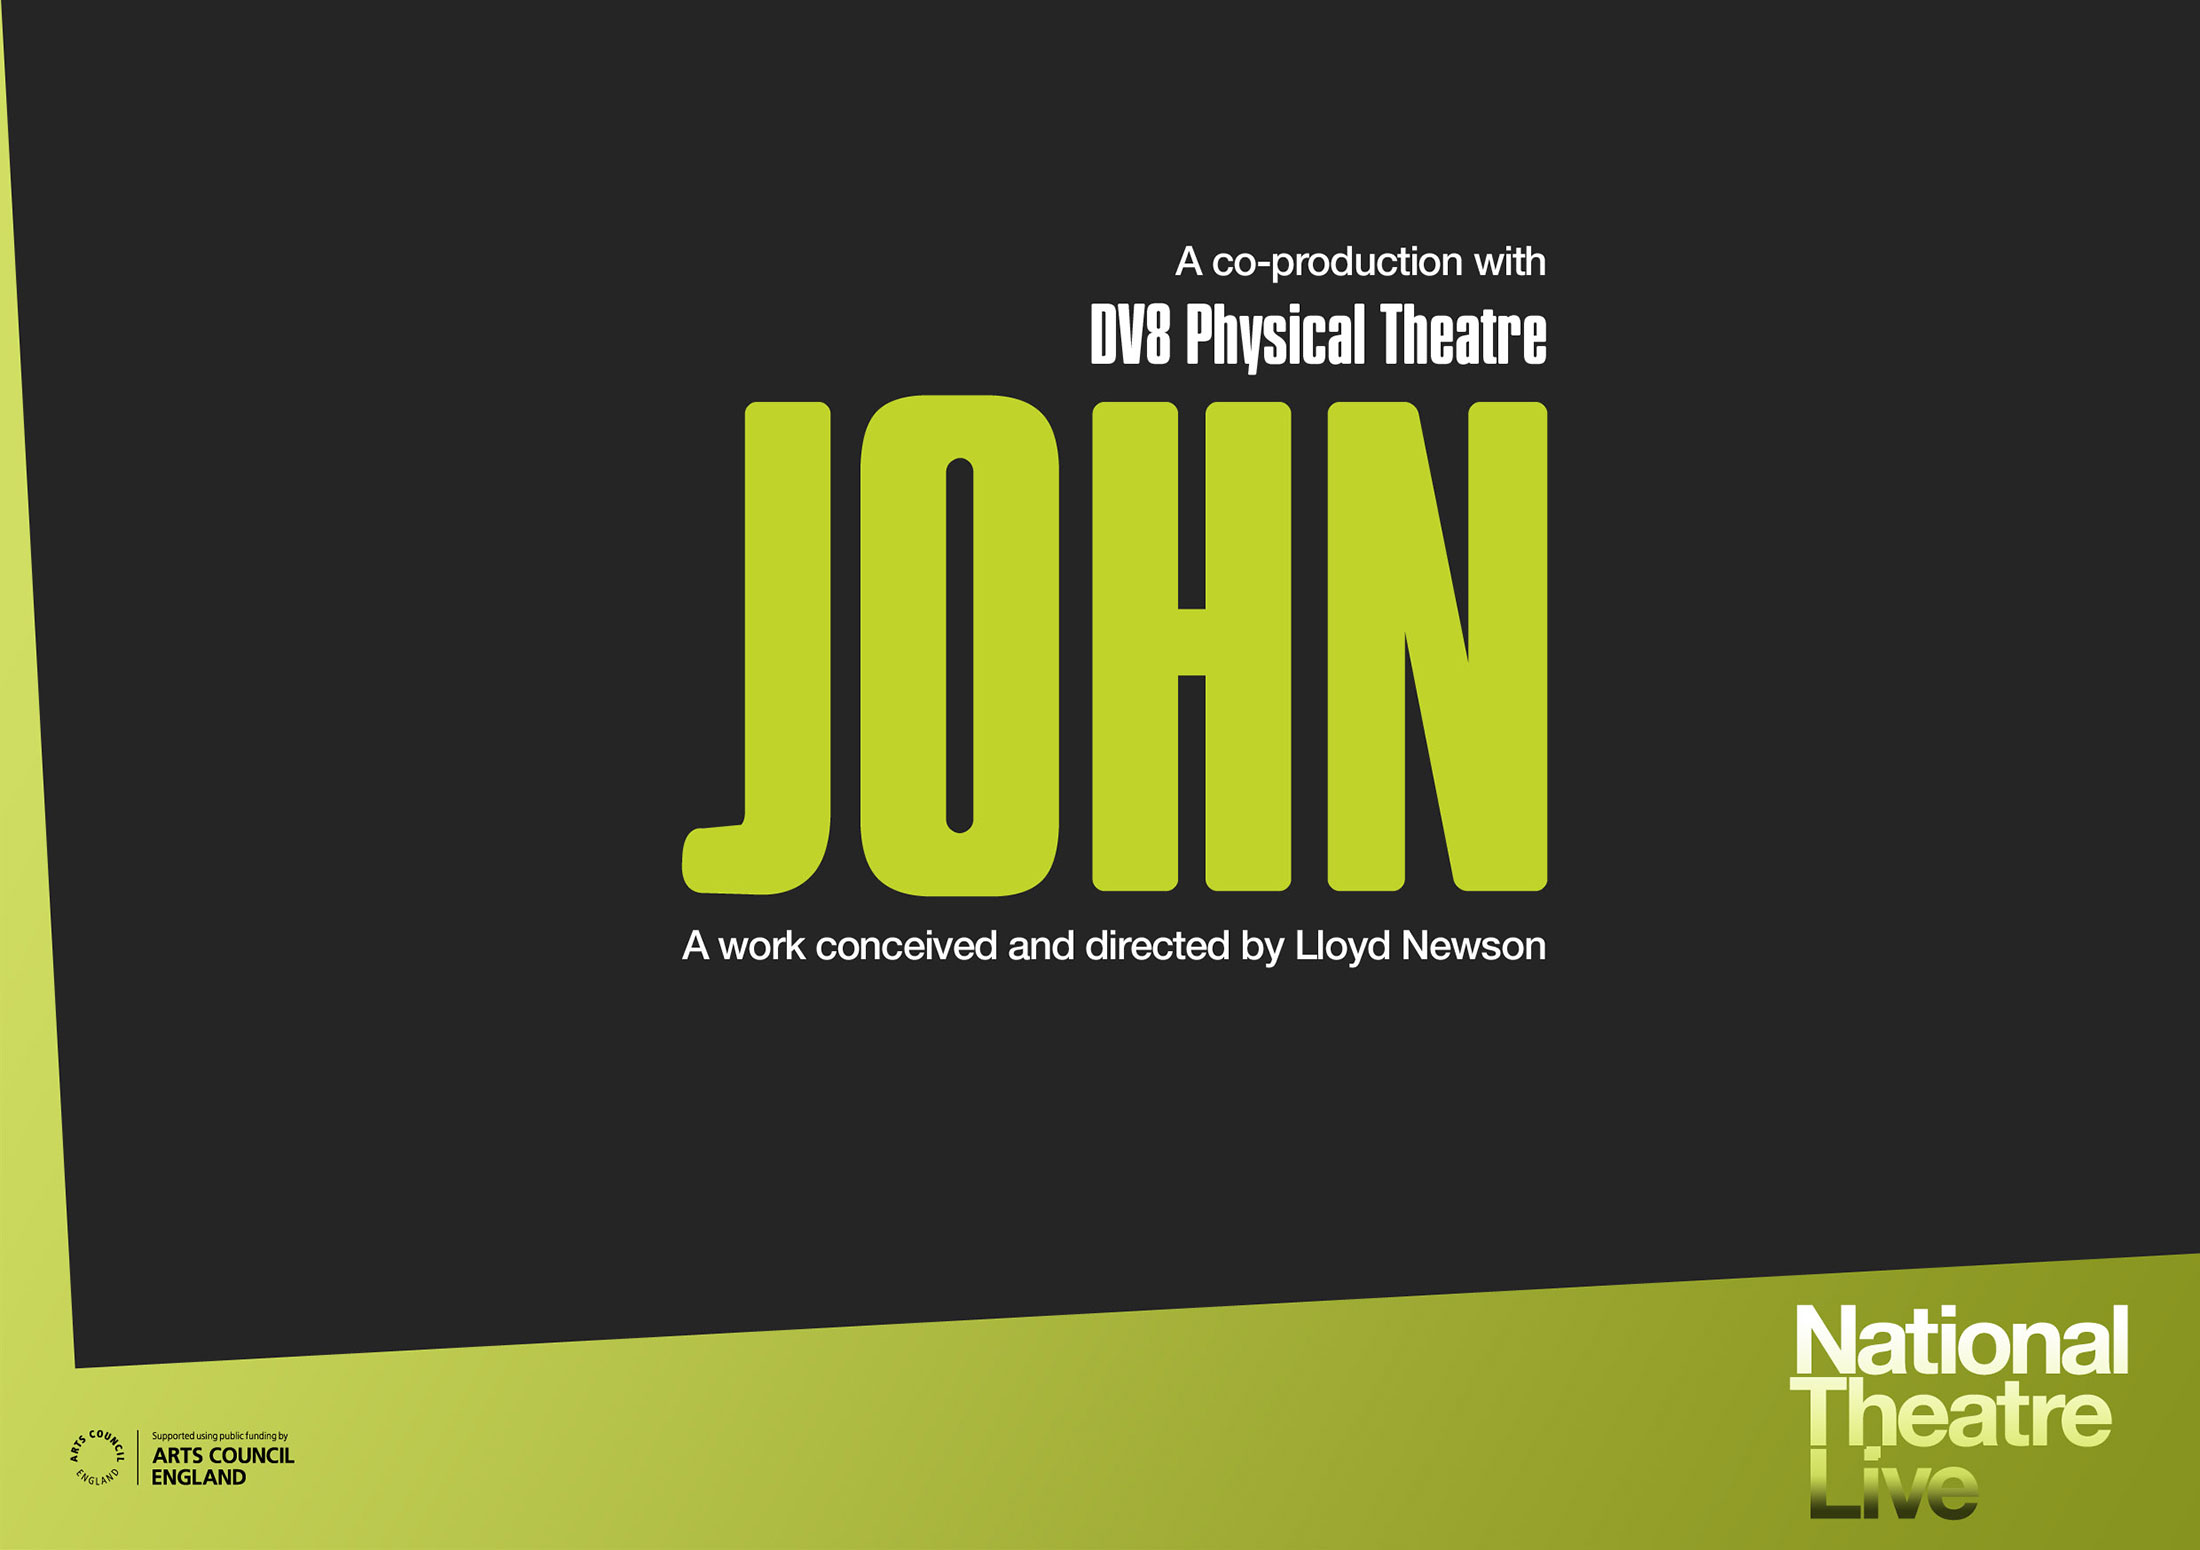 A co-production with
DV8 Physical Theatre
JOHN
A work conceived and directed by Lloyd Newson
ARTS COUNCIL
ENGLAND
Supported using public funding by
ARTS COUNCIL
ENGLAND
National
Theatre
Live